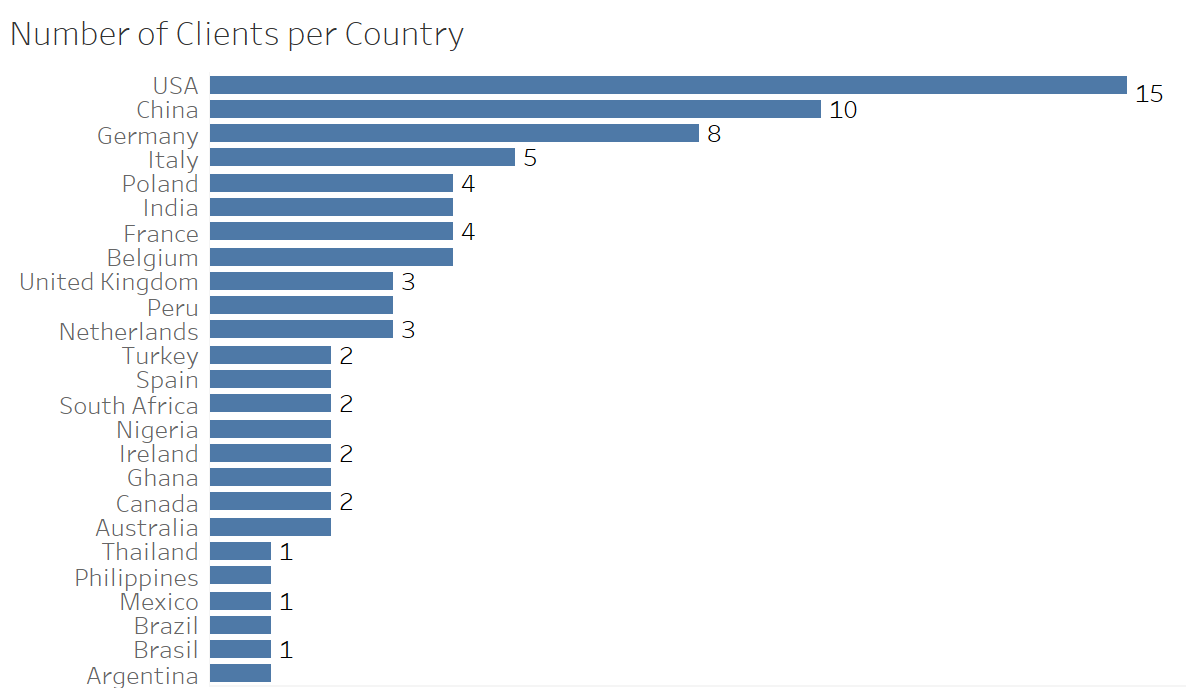 Number of Clients per Country
USA 15
China 10
Germany 8
Italy 5
Poland 4
India
France 4
Belgium
United Kingdom 3
Peru
Netherlands 3
Turkey 2
Spain
South Africa 2
Nigeria
Ireland 2
Ghana
Canada 2
Australia
Thailand 1
Philippines
Mexico 1
Brazil
Brasil 1
Argentina